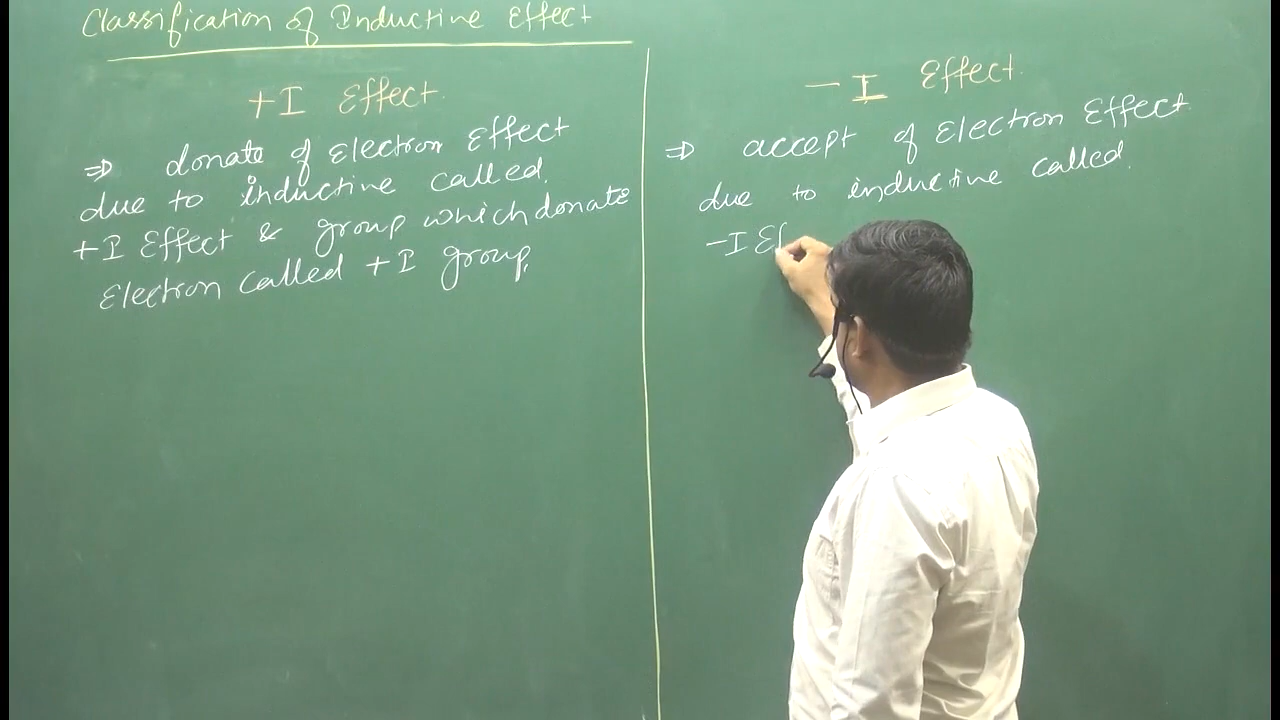 Classification of Inductive Effect
+I Effect
⇒ donate of Electron Effect
due to inductive called.
+I Effect & group which donate
Electron called +I group.
- I Effect.
⇒ accept of Electron Effect
due to inductive called.
-I Ef